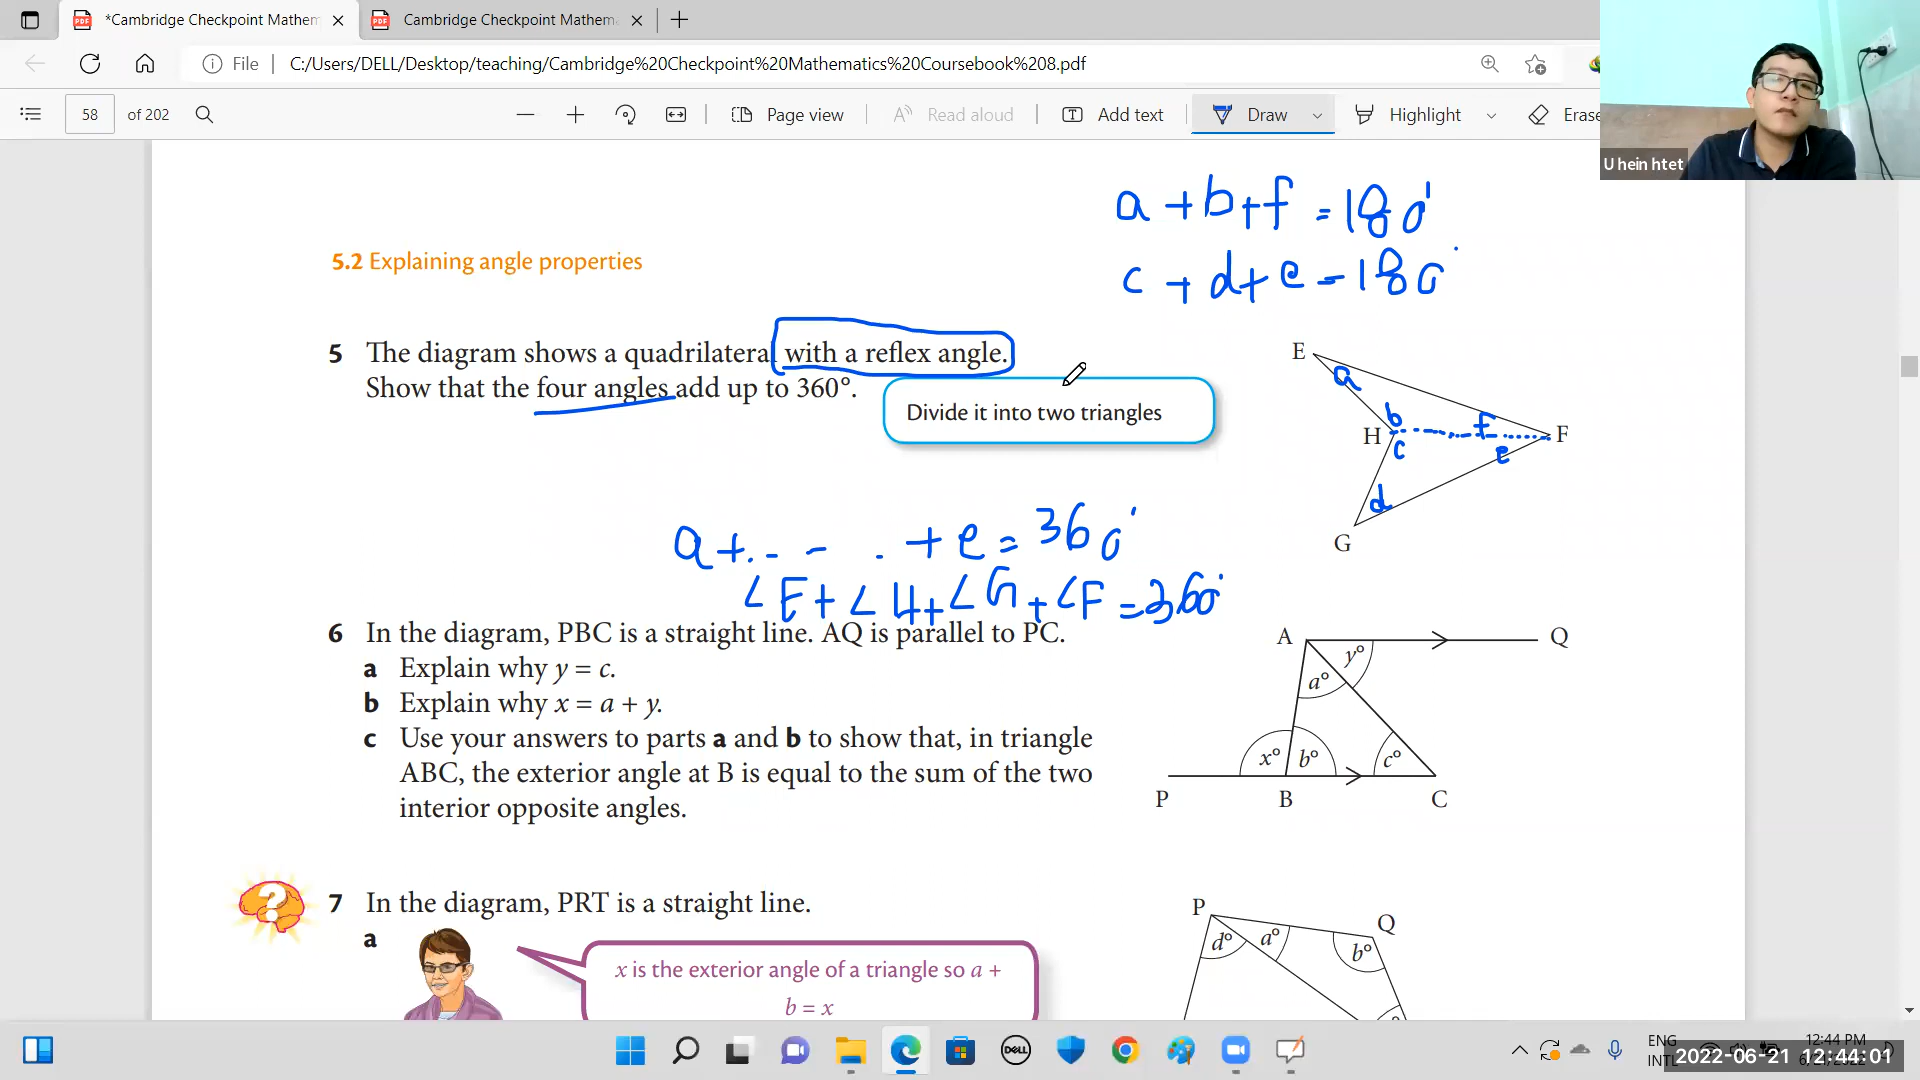 *Cambridge Checkpoint Mathem
Cambridge Checkpoint Mathema
File
C:/Users/DELL/Desktop/teaching/Cambridge%20Checkpoint%20Mathematics%20Coursebook%208.pdf
58 of 202
Page view
Read aloud
Add text
Draw
Highlight
Erase
U hein htet
a + b + f = 180°
c + d + e = 180°
5.2 Explaining angle properties
5 The diagram shows a quadrilateral with a reflex angle.
Show that the four angles add up to 360°.
Divide it into two triangles
E
a
b
f
H
F
c
e
d
G
a + . - - . + e = 360°
∠E + ∠H + ∠G + ∠F = 360°
6 In the diagram, PBC is a straight line. AQ is parallel to PC.
a Explain why y = c.
b Explain why x = a + y.
c Use your answers to parts a and b to show that, in triangle
ABC, the exterior angle at B is equal to the sum of the two
interior opposite angles.
A
Q
y°
a°
x°
b°
c°
P
B
C
7 In the diagram, PRT is a straight line.
a
x is the exterior angle of a triangle so a +
b = x
P
Q
d°
a°
b°
DELL
ENG
INTL
12:44 PM
2022-06-21 12:44:01